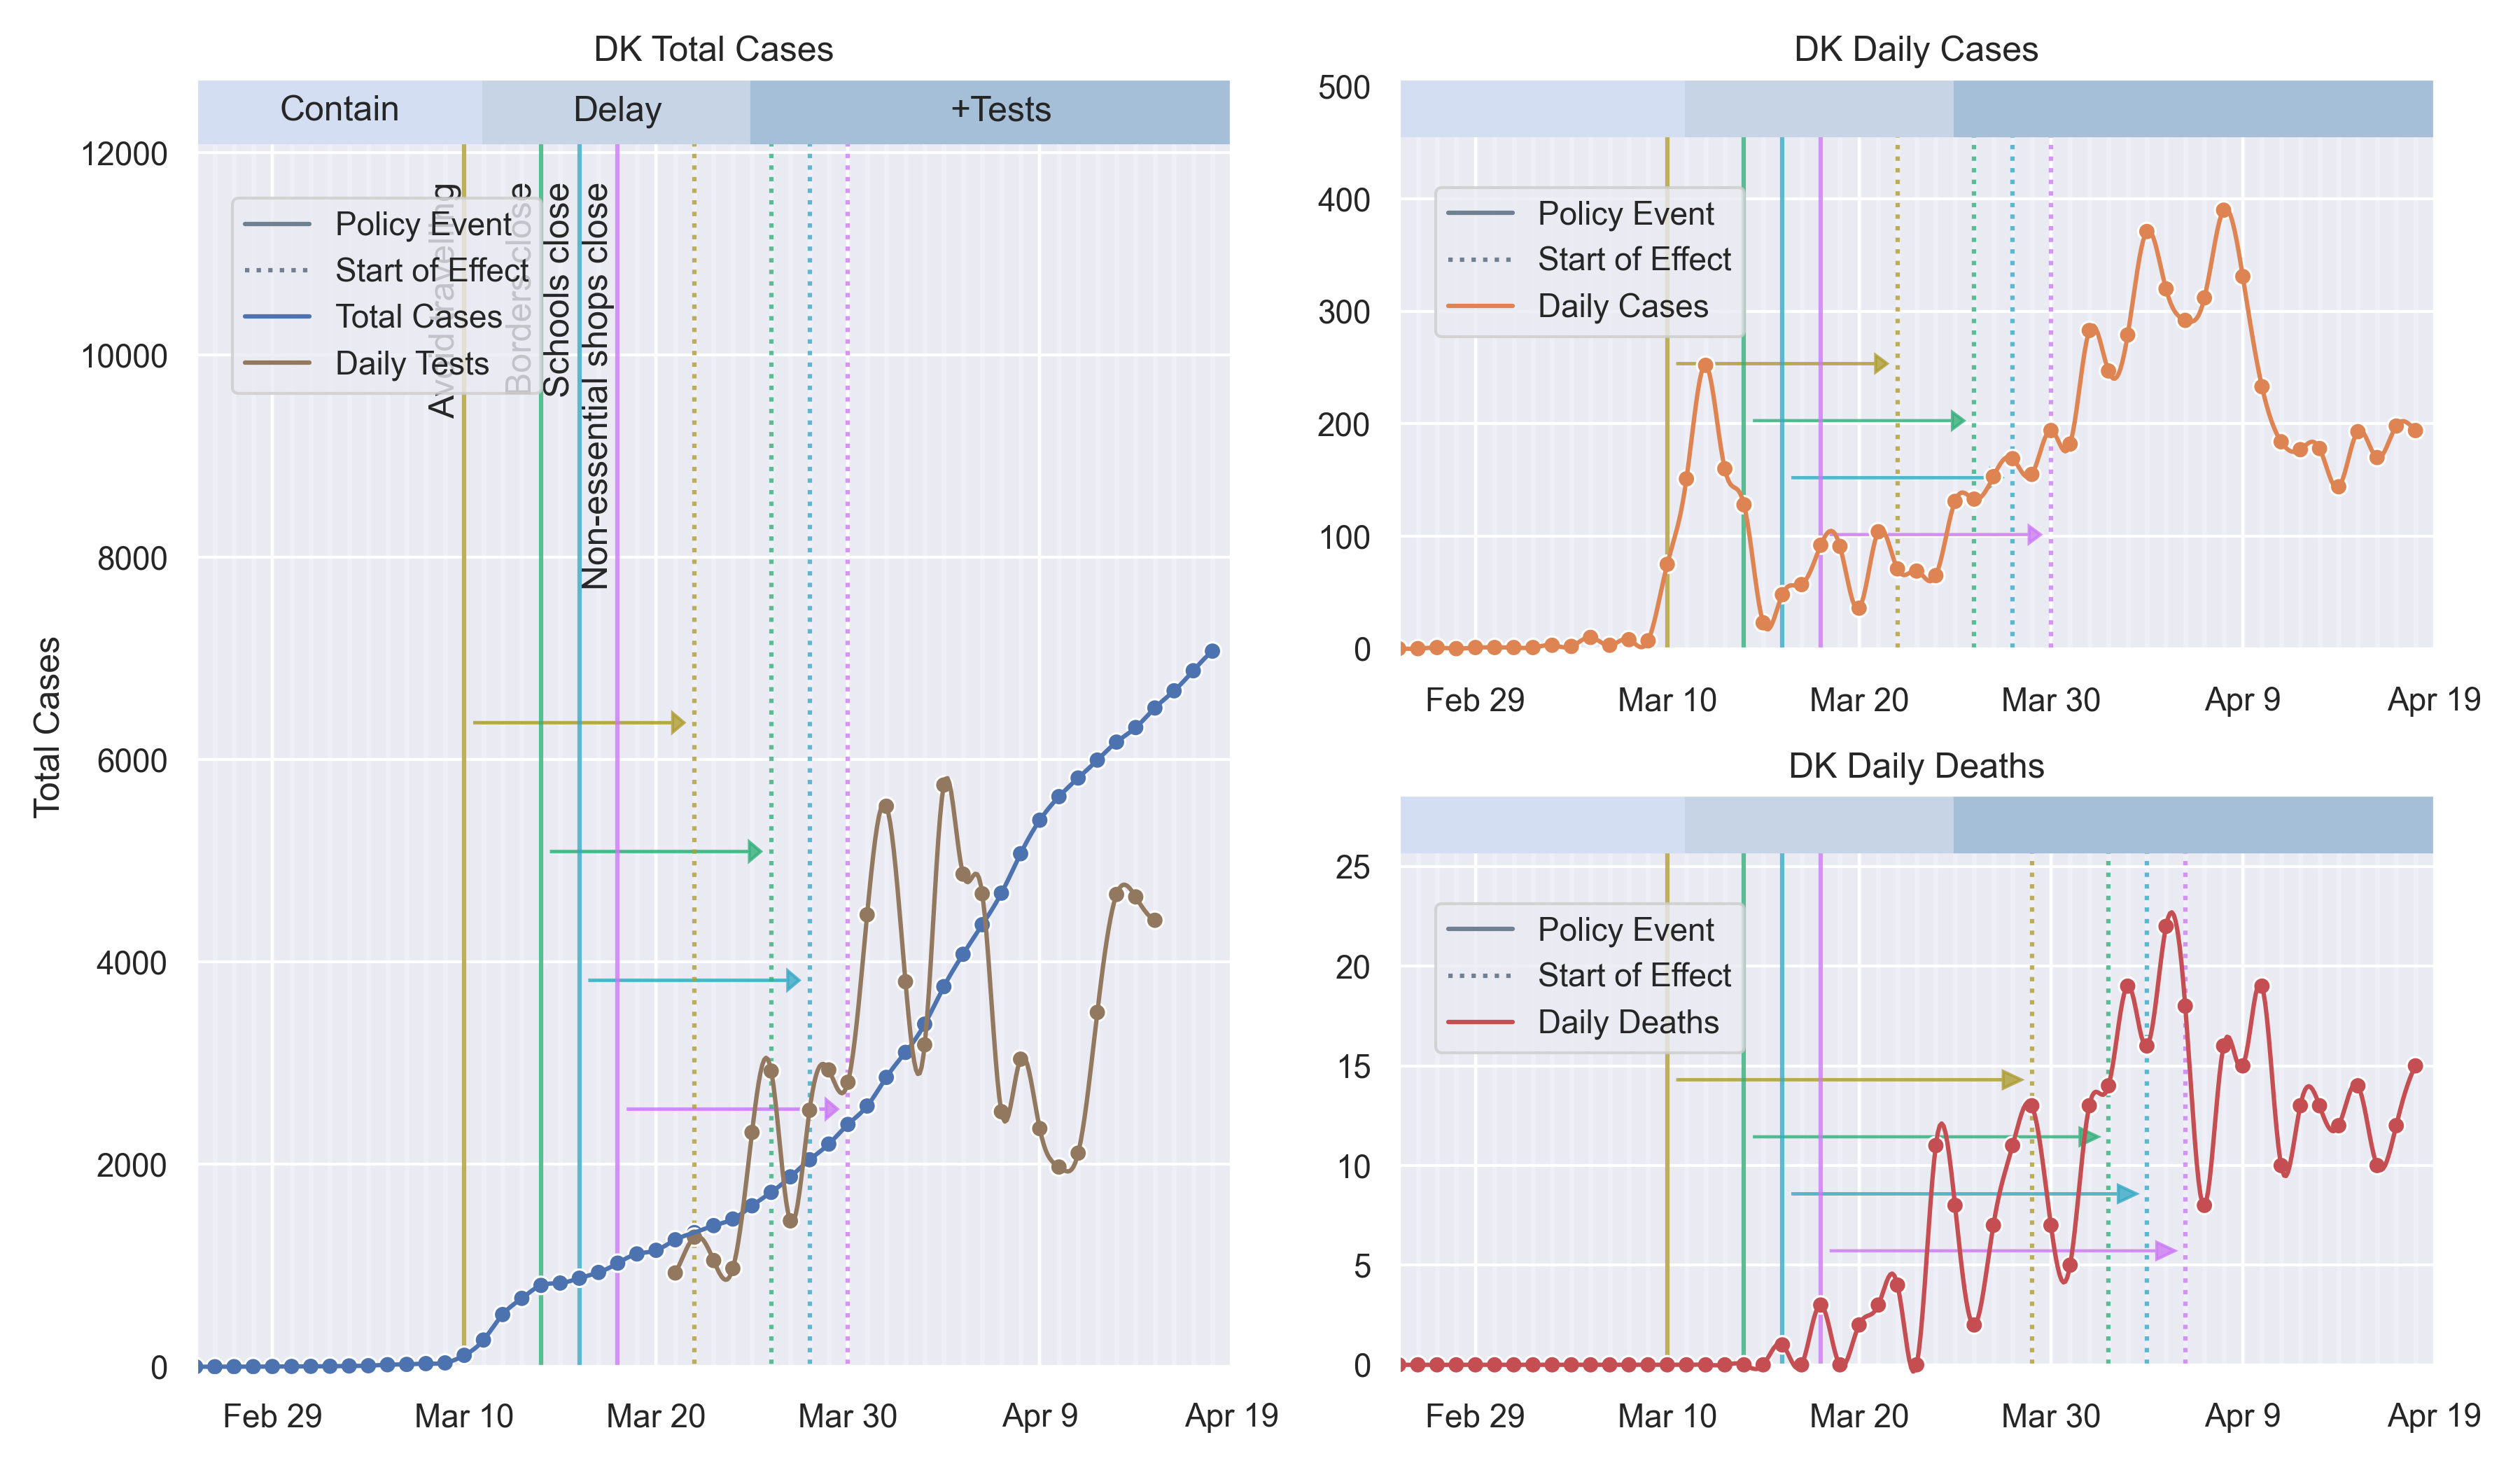 DK Total Cases
Contain
Delay
+Tests
12000
10000
8000
6000
4000
2000
0
Total Cases
Avoid travelling
Borders close
Schools close
Non-essential shops close
Policy Event
Start of Effect
Total Cases
Daily Tests
Feb 29
Mar 10
Mar 20
Mar 30
Apr 9
Apr 19
DK Daily Cases
500
400
300
200
100
0
Policy Event
Start of Effect
Daily Cases
Feb 29
Mar 10
Mar 20
Mar 30
Apr 9
Apr 19
DK Daily Deaths
25
20
15
10
5
0
Policy Event
Start of Effect
Daily Deaths
Feb 29
Mar 10
Mar 20
Mar 30
Apr 9
Apr 19